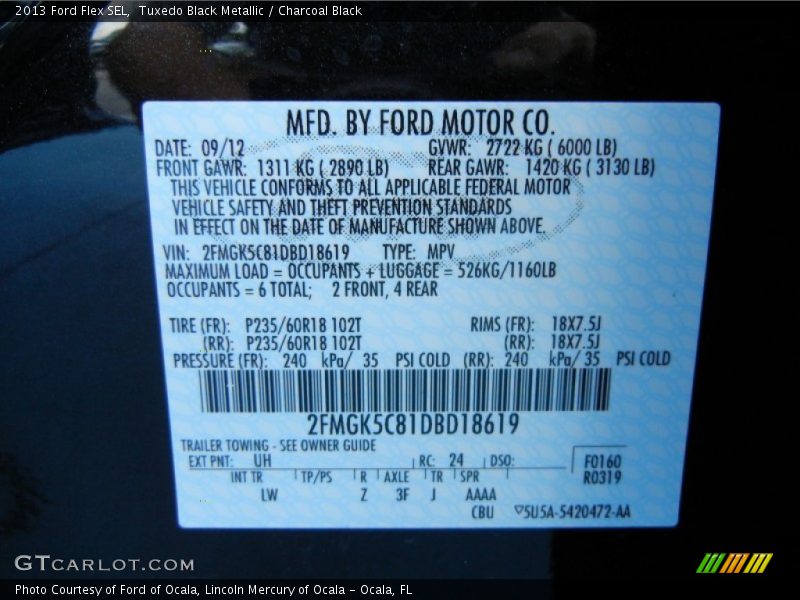 2013 Ford Flex SEL, Tuxedo Black Metallic / Charcoal Black
MFD. BY FORD MOTOR CO.
DATE: 09/12 GVWR: 2722 KG ( 6000 LB)
FRONT GAWR: 1311 KG ( 2890 LB) REAR GAWR: 1420 KG ( 3130 LB)
THIS VEHICLE CONFORMS TO ALL APPLICABLE FEDERAL MOTOR
VEHICLE SAFETY AND THEFT PREVENTION STANDARDS
IN EFFECT ON THE DATE OF MANUFACTURE SHOWN ABOVE.
VIN: 2FMGK5C81DBD18619 TYPE: MPV
MAXIMUM LOAD = OCCUPANTS + LUGGAGE = 526KG/1160LB
OCCUPANTS = 6 TOTAL; 2 FRONT, 4 REAR
TIRE (FR): P235/60R18 102T RIMS (FR): 18X7.5J
(RR): P235/60R18 102T (RR): 18X7.5J
PRESSURE (FR): 240 kPa/ 35 PSI COLD (RR): 240 kPa/ 35 PSI COLD
2FMGK5C81DBD18619
TRAILER TOWING - SEE OWNER GUIDE
EXT PNT: UH RC: 24 DSO: F0160
INT TR TP/PS R AXLE TR SPR R0319
LW Z 3F J AAAA
CBU ▽5U5A-5420472-AA
GTCARLOT.COM
Photo Courtesy of Ford of Ocala, Lincoln Mercury of Ocala - Ocala, FL